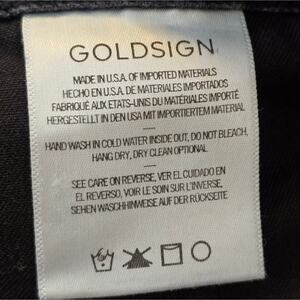 GOLDSIGN
MADE IN U.S.A. OF IMPORTED MATERIALS
HECHO EN U.S.A. DE MATERIALES IMPORTADOS
FABRIQUÉ AUX ETATS-UNIS DU MATÉRIALES IMPORTÉ
HERGESTELLT IN DEN USA MIT IMPORTIERTEM MATERIAL
HAND WASH IN COLD WATER INSIDE OUT, DO NOT BLEACH,
HANG DRY, DRY CLEAN OPTIONAL
SEE CARE ON REVERSE, VER EL CUIDADO EN
EL REVERSO, VOIR LE SOIN SUR L'INVERSE,
SEHEN WASCHHINWEISE AUF DER RÜCKSEITE